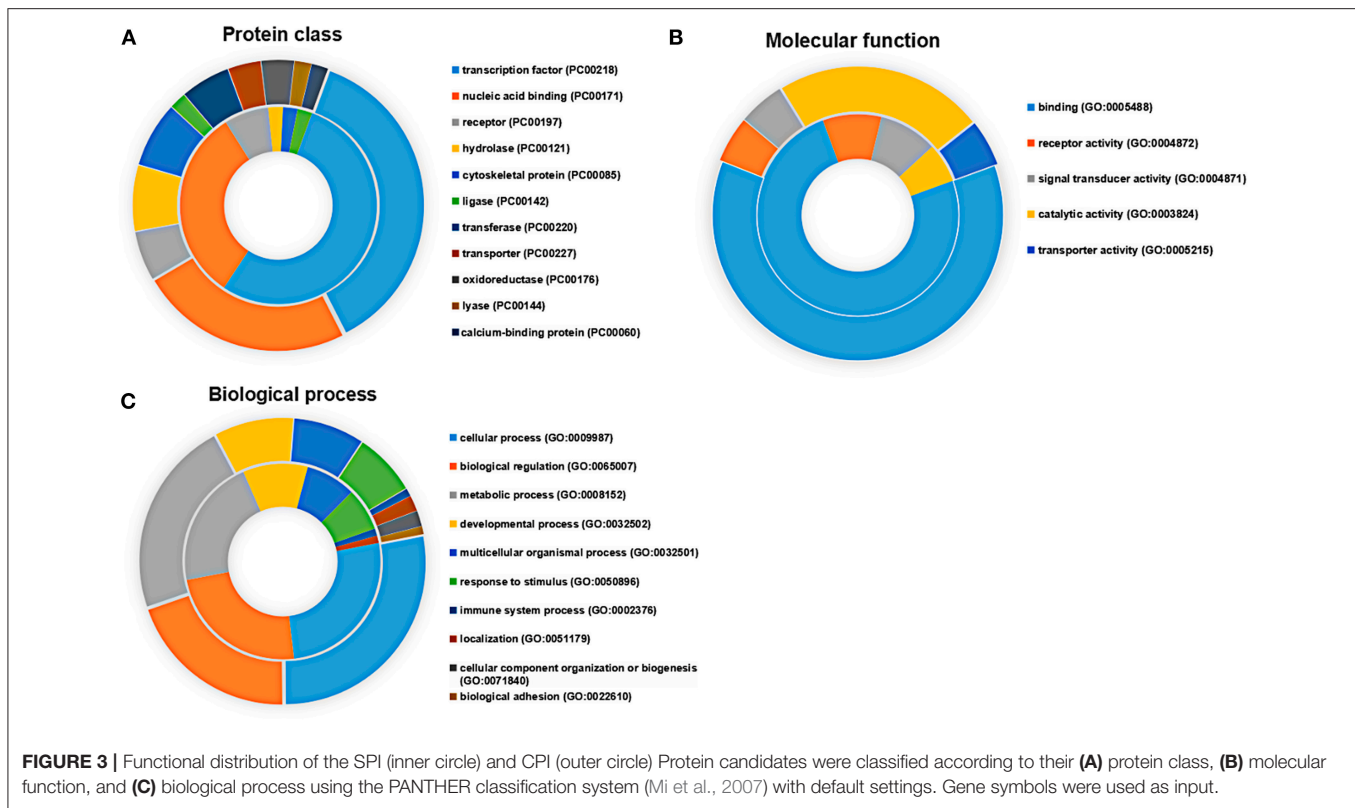 A
Protein class
transcription factor (PC00218)
nucleic acid binding (PC00171)
receptor (PC00197)
hydrolase (PC00121)
cytoskeletal protein (PC00085)
ligase (PC00142)
transferase (PC00220)
transporter (PC00227)
oxidoreductase (PC00176)
lyase (PC00144)
calcium-binding protein (PC00060)
B
Molecular function
binding (GO:0005488)
receptor activity (GO:0004872)
signal transducer activity (GO:0004871)
catalytic activity (GO:0003824)
transporter activity (GO:0005215)
C
Biological process
cellular process (GO:0009987)
biological regulation (GO:0065007)
metabolic process (GO:0008152)
developmental process (GO:0032502)
multicellular organismal process (GO:0032501)
response to stimulus (GO:0050896)
immune system process (GO:0002376)
localization (GO:0051179)
cellular component organization or biogenesis
(GO:0071840)
biological adhesion (GO:0022610)
FIGURE 3 | Functional distribution of the SPI (inner circle) and CPI (outer circle) Protein candidates were classified according to their (A) protein class, (B) molecular
function, and (C) biological process using the PANTHER classification system (Mi et al., 2007) with default settings. Gene symbols were used as input.